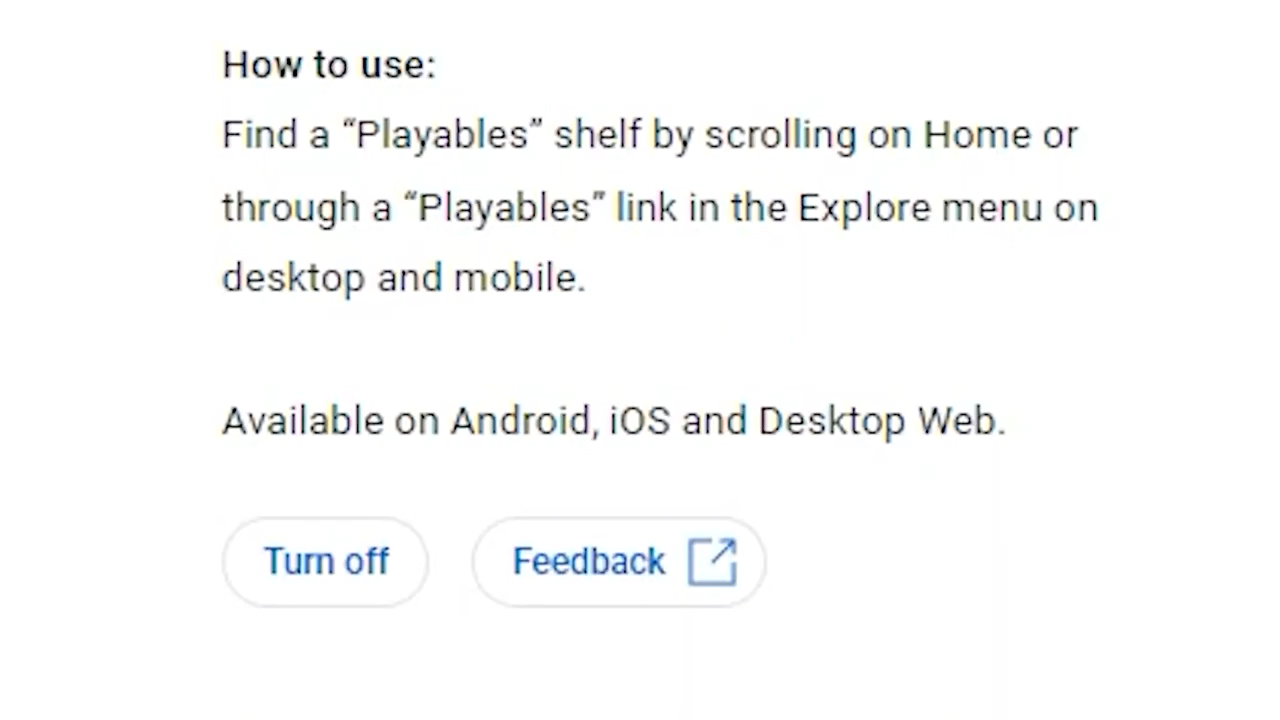 How to use:
Find a “Playables” shelf by scrolling on Home or
through a “Playables” link in the Explore menu on
desktop and mobile.
Available on Android, iOS and Desktop Web.
Turn off
Feedback